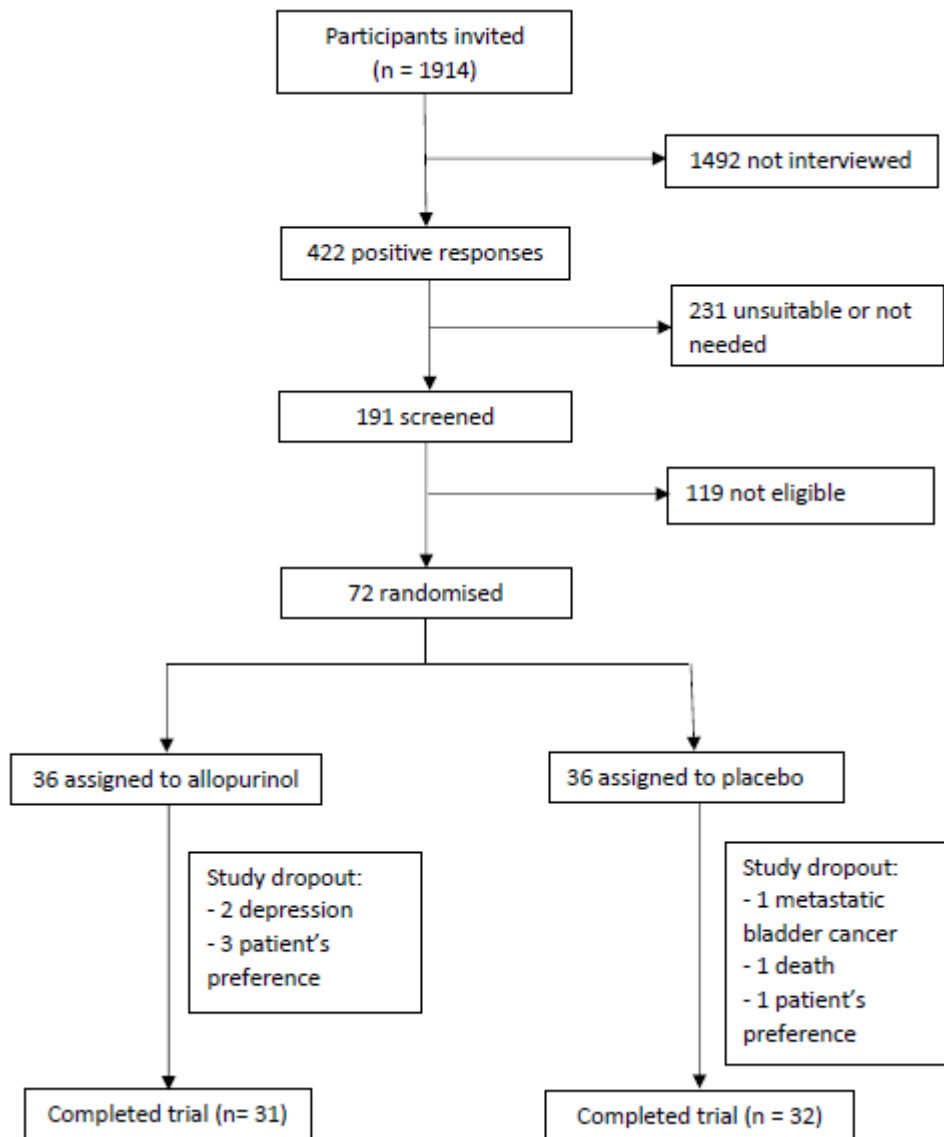 Participants invited
(n = 1914)
1492 not interviewed
422 positive responses
231 unsuitable or not
needed
191 screened
119 not eligible
72 randomised
36 assigned to allopurinol
36 assigned to placebo
Study dropout:
- 2 depression
- 3 patient’s
preference
Study dropout:
- 1 metastatic
bladder cancer
- 1 death
- 1 patient’s
preference
Completed trial (n= 31)
Completed trial (n = 32)